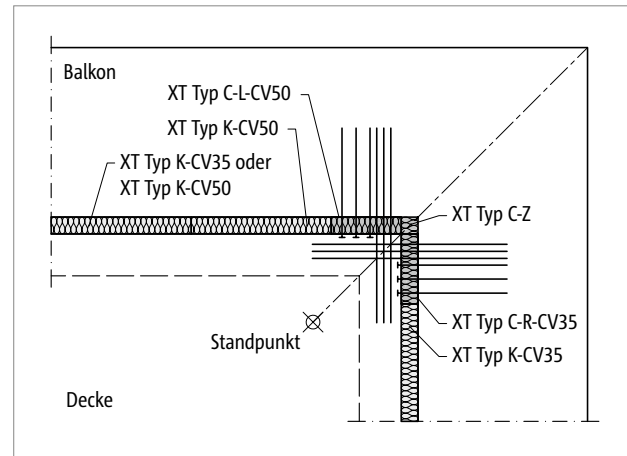 Balkon
XT Typ C-L-CV50
XT Typ K-CV50
XT Typ K-CV35 oder
XT Typ K-CV50
XT Typ C-Z
Standpunkt
XT Typ C-R-CV35
XT Typ K-CV35
Decke